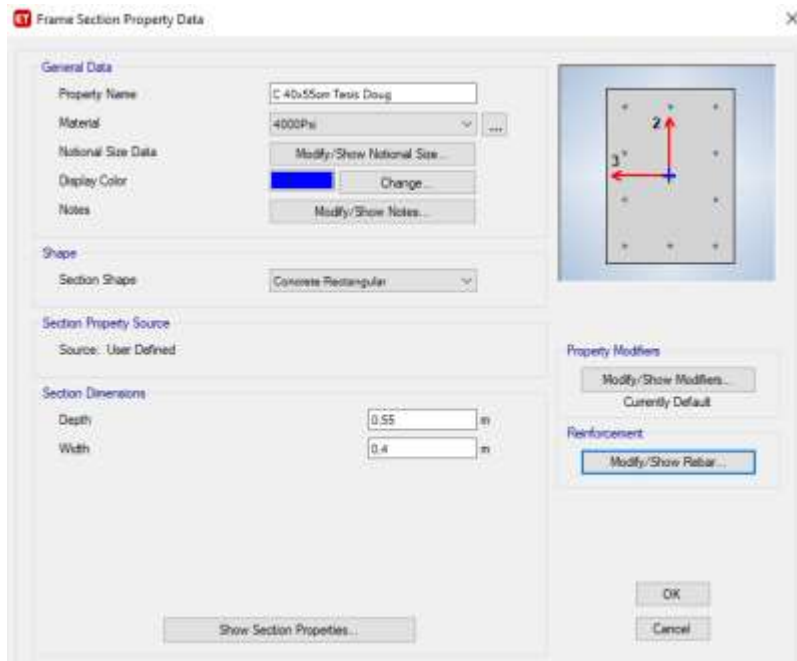 ET Frame Section Property Data
General Data
Property Name C 40x55cm Tesis Doug
Material 4000Psi ...
Notional Size Data Modify/Show Notional Size...
Display Color Change...
Notes Modify/Show Notes...
Shape
Section Shape Concrete Rectangular
Section Property Source
Source: User Defined
Section Dimensions
Depth 0.55 m
Width 0.4 m
Show Section Properties...
2
3
Property Modifiers
Modify/Show Modifiers...
Currently Default
Reinforcement
Modify/Show Rebar...
OK
Cancel